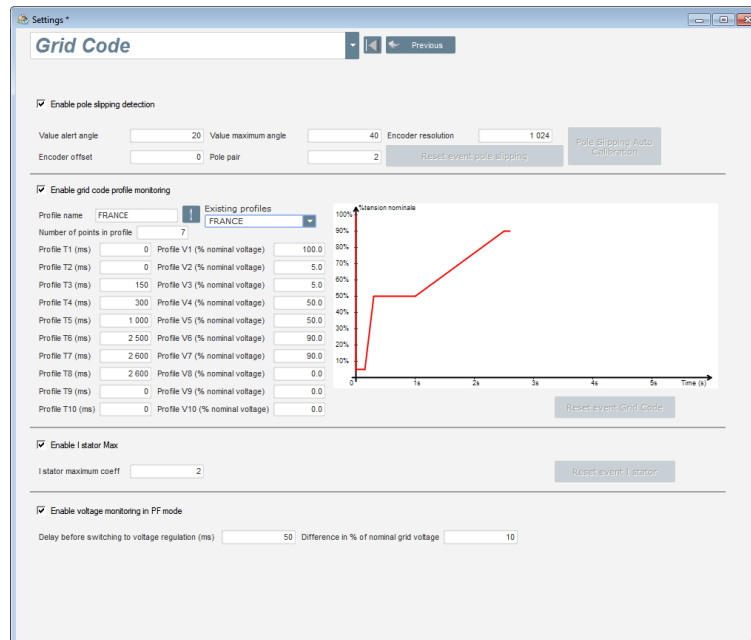 Settings *
Grid Code
Previous
Enable pole slipping detection
Value alert angle 20 Value maximum angle 40 Encoder resolution 1 024
Pole Slipping Auto
Calibration
Encoder offset 0 Pole pair 2 Reset event pole slipping
Enable grid code profile monitoring
Existing profiles
Profile name FRANCE FRANCE
Number of points in profile 7
Profile T1 (ms) 0 Profile V1 (% nominal voltage) 100.0
Profile T2 (ms) 0 Profile V2 (% nominal voltage) 5.0
Profile T3 (ms) 150 Profile V3 (% nominal voltage) 5.0
Profile T4 (ms) 300 Profile V4 (% nominal voltage) 50.0
Profile T5 (ms) 1 000 Profile V5 (% nominal voltage) 50.0
Profile T6 (ms) 2 500 Profile V6 (% nominal voltage) 90.0
Profile T7 (ms) 2 600 Profile V7 (% nominal voltage) 90.0
Profile T8 (ms) 2 600 Profile V8 (% nominal voltage) 0.0
Profile T9 (ms) 0 Profile V9 (% nominal voltage) 0.0
Profile T10 (ms) 0 Profile V10 (% nominal voltage) 0.0
%tension nominale
100%
90%
80%
70%
60%
50%
40%
30%
20%
10%
0 1s 2s 3s 4s 5s Time (s)
Reset event Grid Code
Enable I stator Max
I stator maximum coeff 2 Reset event I stator
Enable voltage monitoring in PF mode
Delay before switching to voltage regulation (ms) 50 Difference in % of nominal grid voltage 10